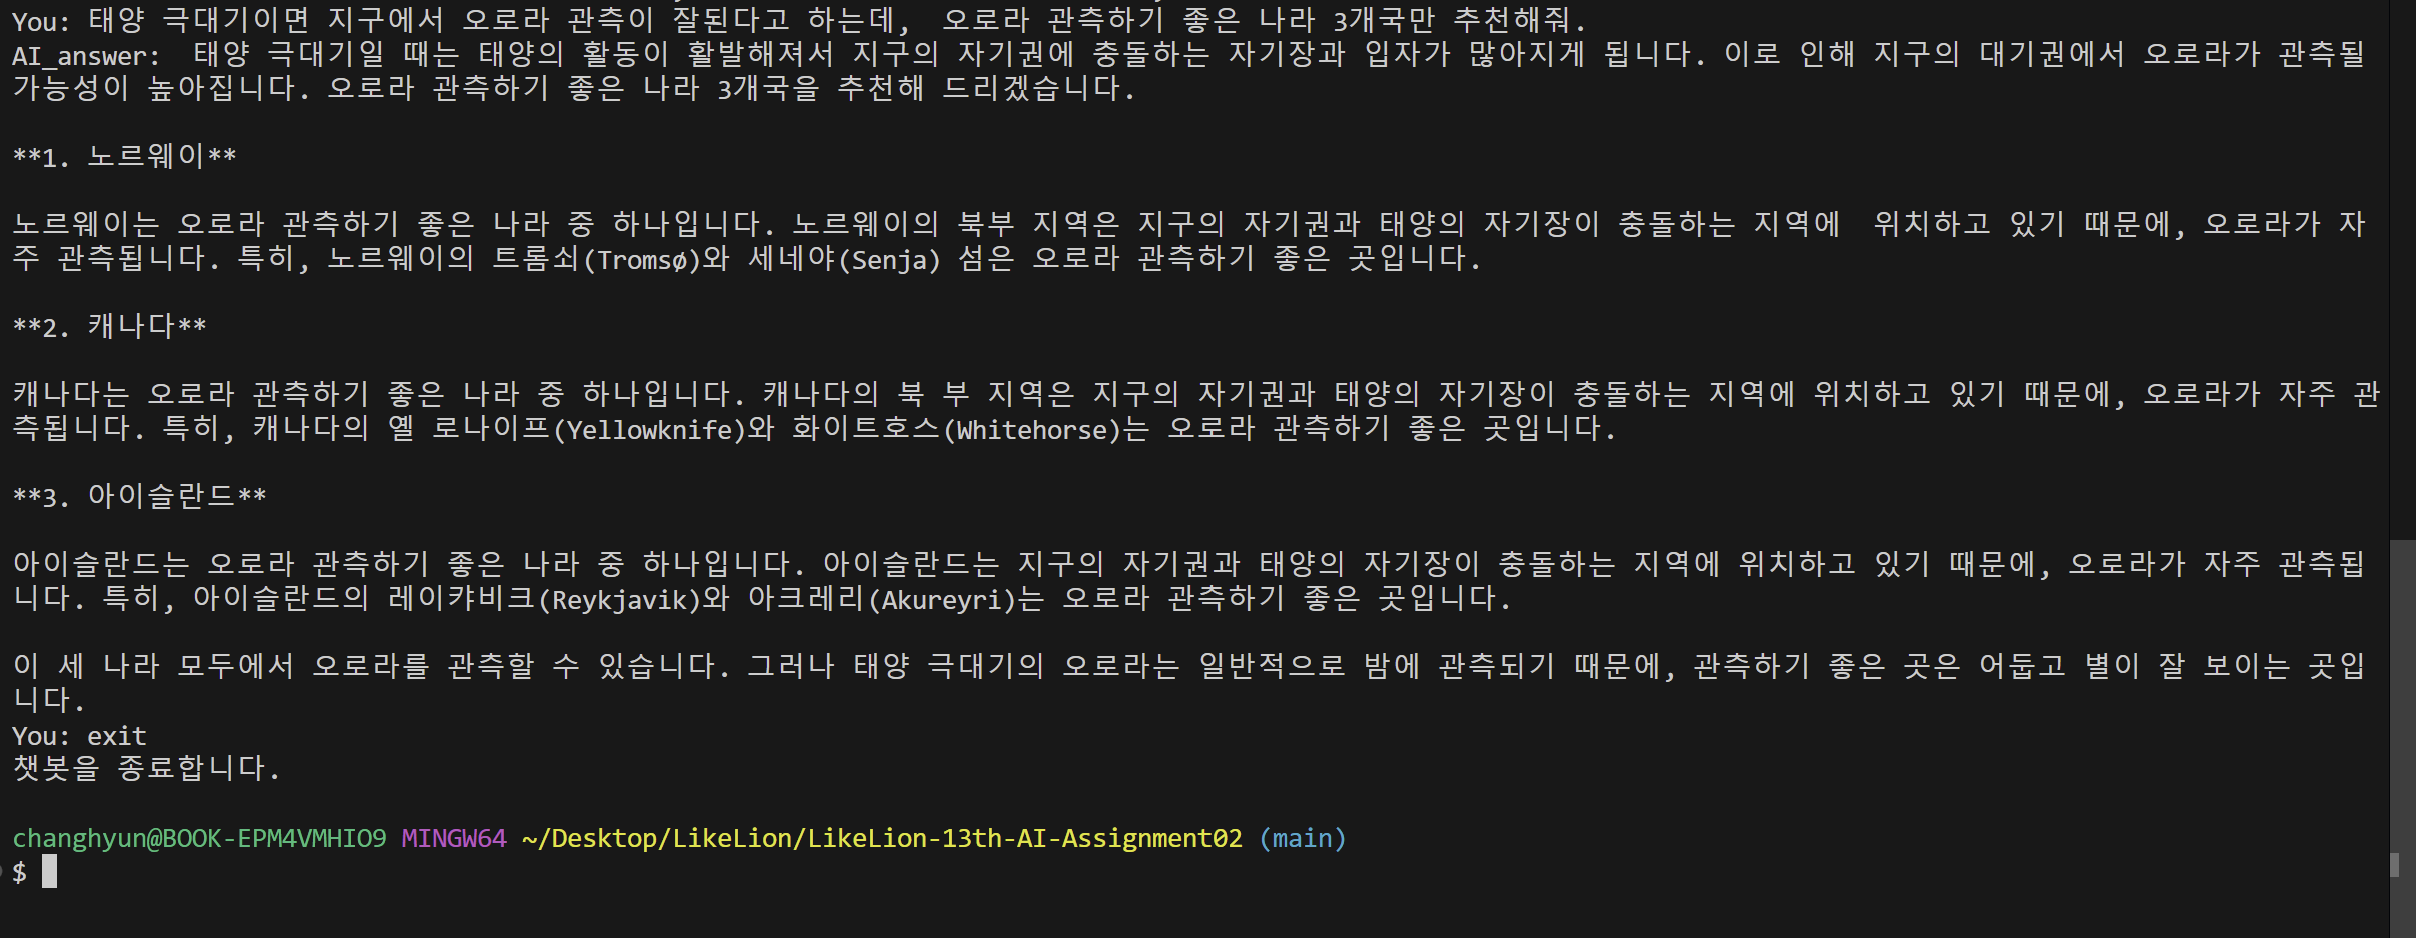 You: 태양 극대기이면 지구에서 오로라 관측이 잘된다고 하는데,  오로라 관측하기 좋은 나라 3개국만 추천해줘.
AI_answer:  태양 극대기일 때는 태양의 활동이 활발해져서 지구의 자기권에 충돌하는 자기장과 입자가 많아지게 됩니다. 이로 인해 지구의 대기권에서 오로라가 관측될
가능성이 높아집니다. 오로라 관측하기 좋은 나라 3개국을 추천해 드리겠습니다.
**1. 노르웨이**
노르웨이는 오로라 관측하기 좋은 나라 중 하나입니다. 노르웨이의 북부 지역은 지구의 자기권과 태양의 자기장이 충돌하는 지역에  위치하고 있기 때문에, 오로라가 자
주 관측됩니다. 특히, 노르웨이의 트롬쇠(Tromsø)와 세네야(Senja) 섬은 오로라 관측하기 좋은 곳입니다.
**2. 캐나다**
캐나다는 오로라 관측하기 좋은 나라 중 하나입니다. 캐나다의 북 부 지역은 지구의 자기권과 태양의 자기장이 충돌하는 지역에 위치하고 있기 때문에, 오로라가 자주 관
측됩니다. 특히, 캐나다의 옐 로나이프(Yellowknife)와 화이트호스(Whitehorse)는 오로라 관측하기 좋은 곳입니다.
**3. 아이슬란드**
아이슬란드는 오로라 관측하기 좋은 나라 중 하나입니다. 아이슬란드는 지구의 자기권과 태양의 자기장이 충돌하는 지역에 위치하고 있기 때문에, 오로라가 자주 관측됩
니다. 특히, 아이슬란드의 레이캬비크(Reykjavik)와 아크레리(Akureyri)는 오로라 관측하기 좋은 곳입니다.
이 세 나라 모두에서 오로라를 관측할 수 있습니다. 그러나 태양 극대기의 오로라는 일반적으로 밤에 관측되기 때문에, 관측하기 좋은 곳은 어둡고 별이 잘 보이는 곳입
니다.
You: exit
챗봇을 종료합니다.
changhyun@BOOK-EPM4VMHIO9 MINGW64 ~/Desktop/LikeLion/LikeLion-13th-AI-Assignment02 (main)
$